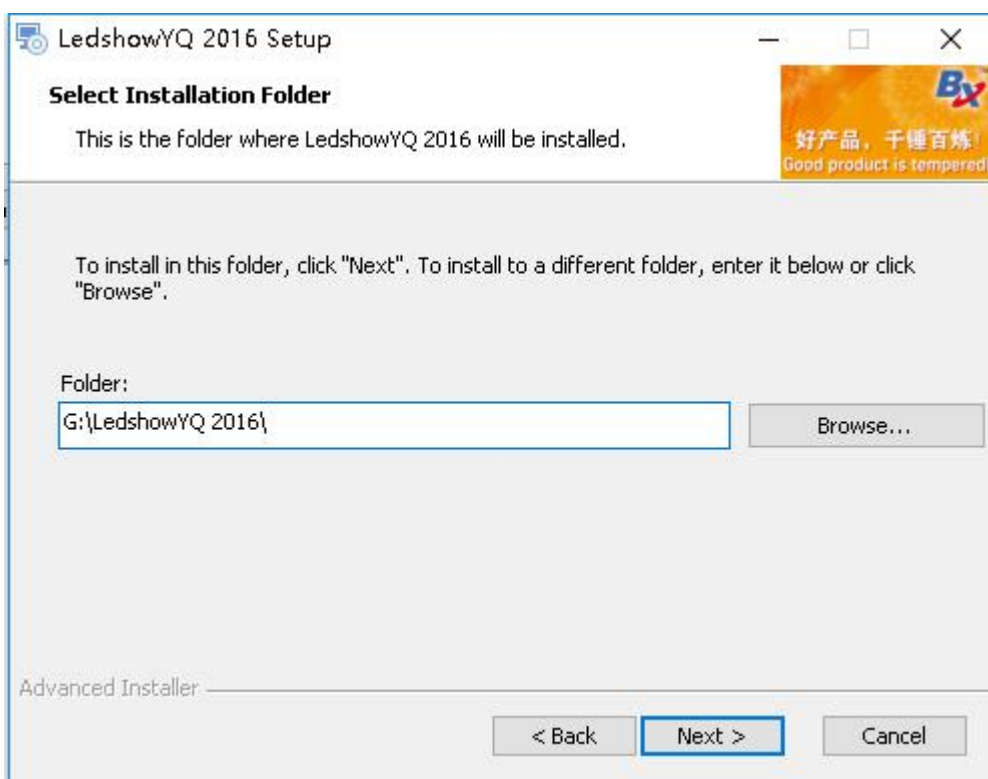 LedshowYQ 2016 Setup
Select Installation Folder
This is the folder where LedshowYQ 2016 will be installed.
BX
好产品，千锤百炼!
Good product is tempered!
To install in this folder, click "Next". To install to a different folder, enter it below or click
"Browse".
Folder:
G:\LedshowYQ 2016\
Browse...
Advanced Installer
< Back
Next >
Cancel